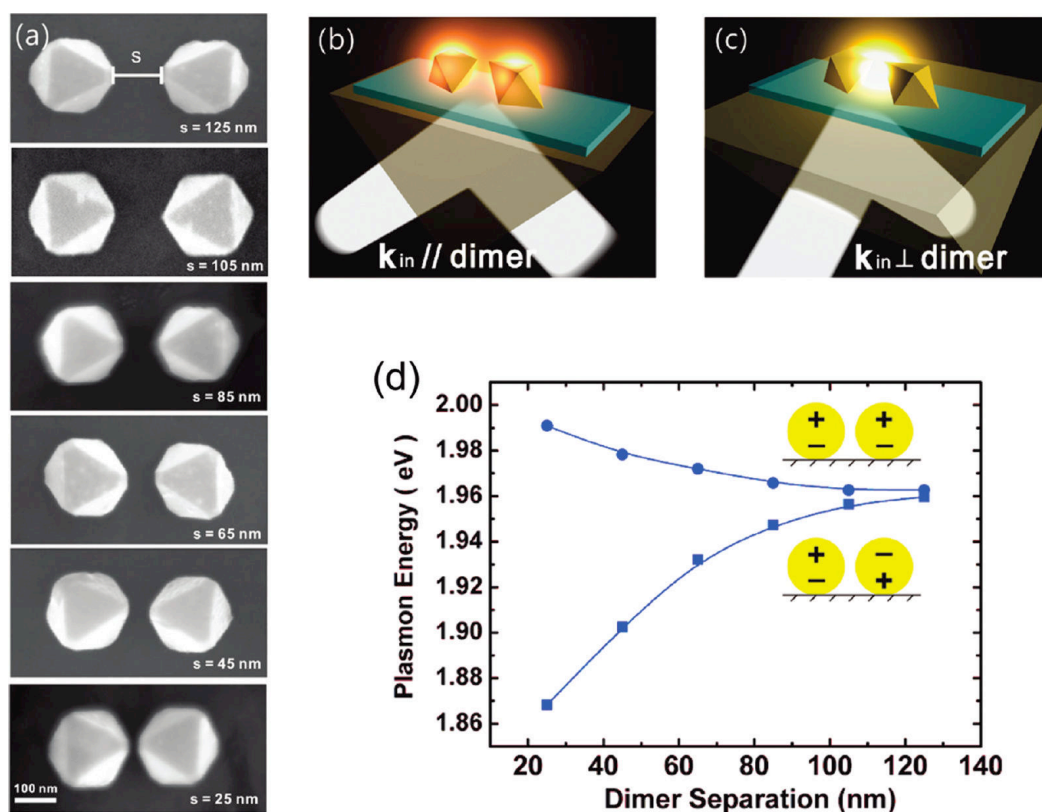 (a)
s
s = 125 nm
s = 105 nm
s = 85 nm
s = 65 nm
s = 45 nm
100 nm
s = 25 nm
(b)
k in // dimer
(c)
k in ⊥ dimer
(d)
Plasmon Energy ( eV )
2.00
1.98
1.96
1.94
1.92
1.90
1.88
1.86
+ +
− −
+ −
− +
20 40 60 80 100 120 140
Dimer Separation (nm)